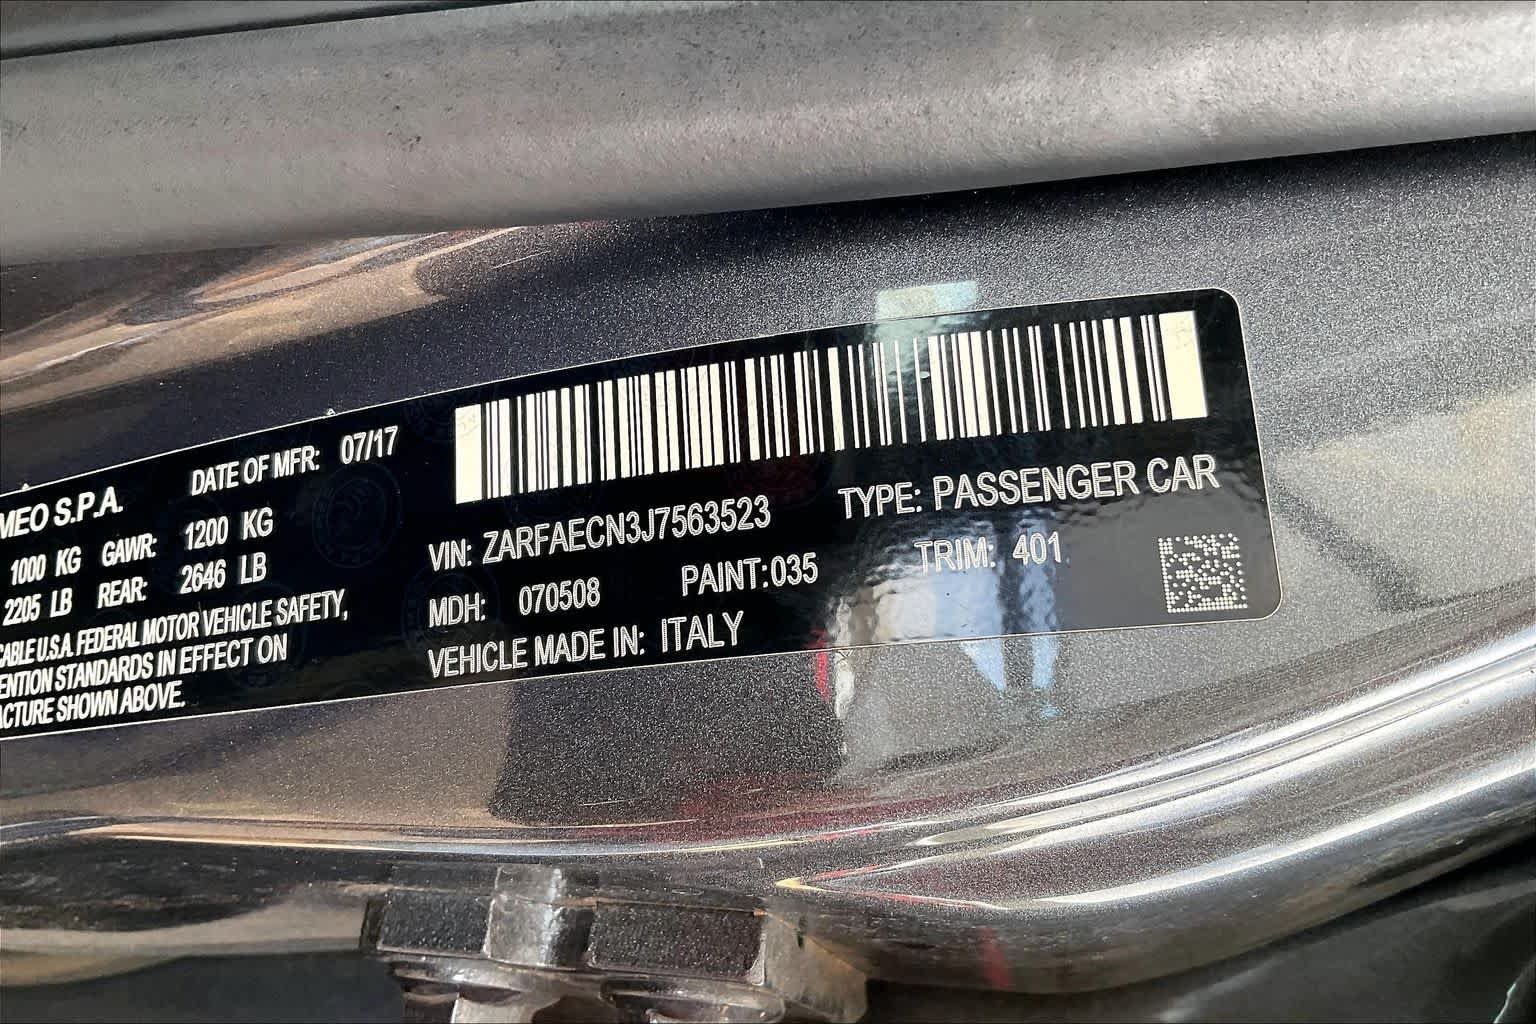 MEO S.P.A. DATE OF MFR: 07/17
1000 KG GAWR: 1200 KG
2205 LB REAR: 2646 LB
CABLE U.S.A. FEDERAL MOTOR VEHICLE SAFETY,
ENTION STANDARDS IN EFFECT ON
ACTURE SHOWN ABOVE.
VIN: ZARFAECN3J7563523 TYPE: PASSENGER CAR
MDH: 070508 PAINT:035 TRIM: 401
VEHICLE MADE IN: ITALY